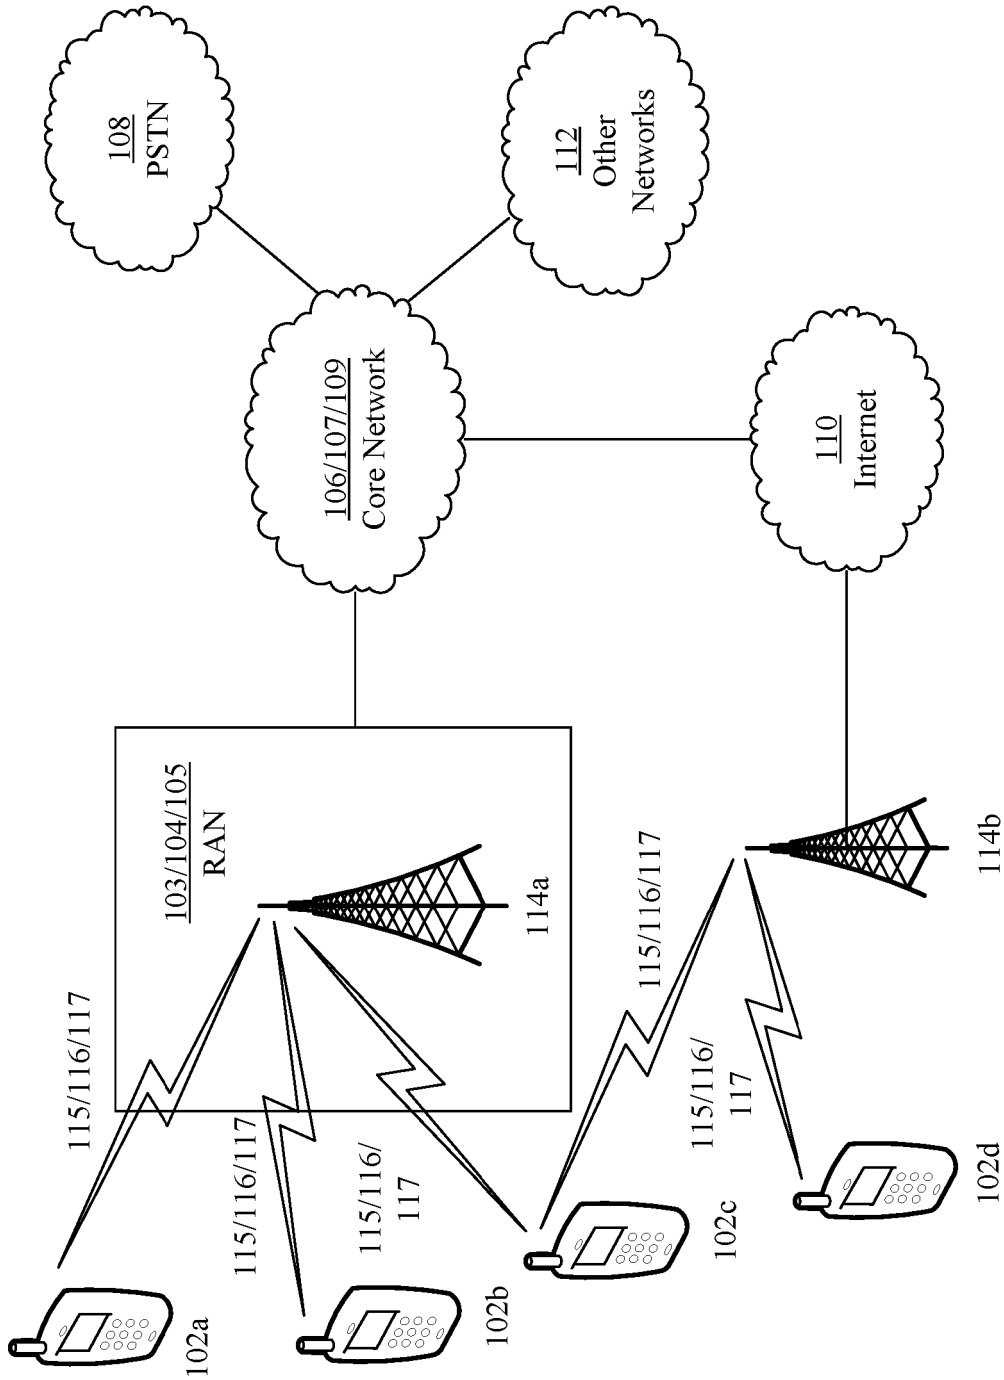 108
PSTN
112
Other
Networks
106/107/109
Core Network
110
Internet
103/104/105
RAN
114a
114b
115/116/117
115/116/117
115/116/
117
115/116/117
115/116/
117
102a
102b
102c
102d